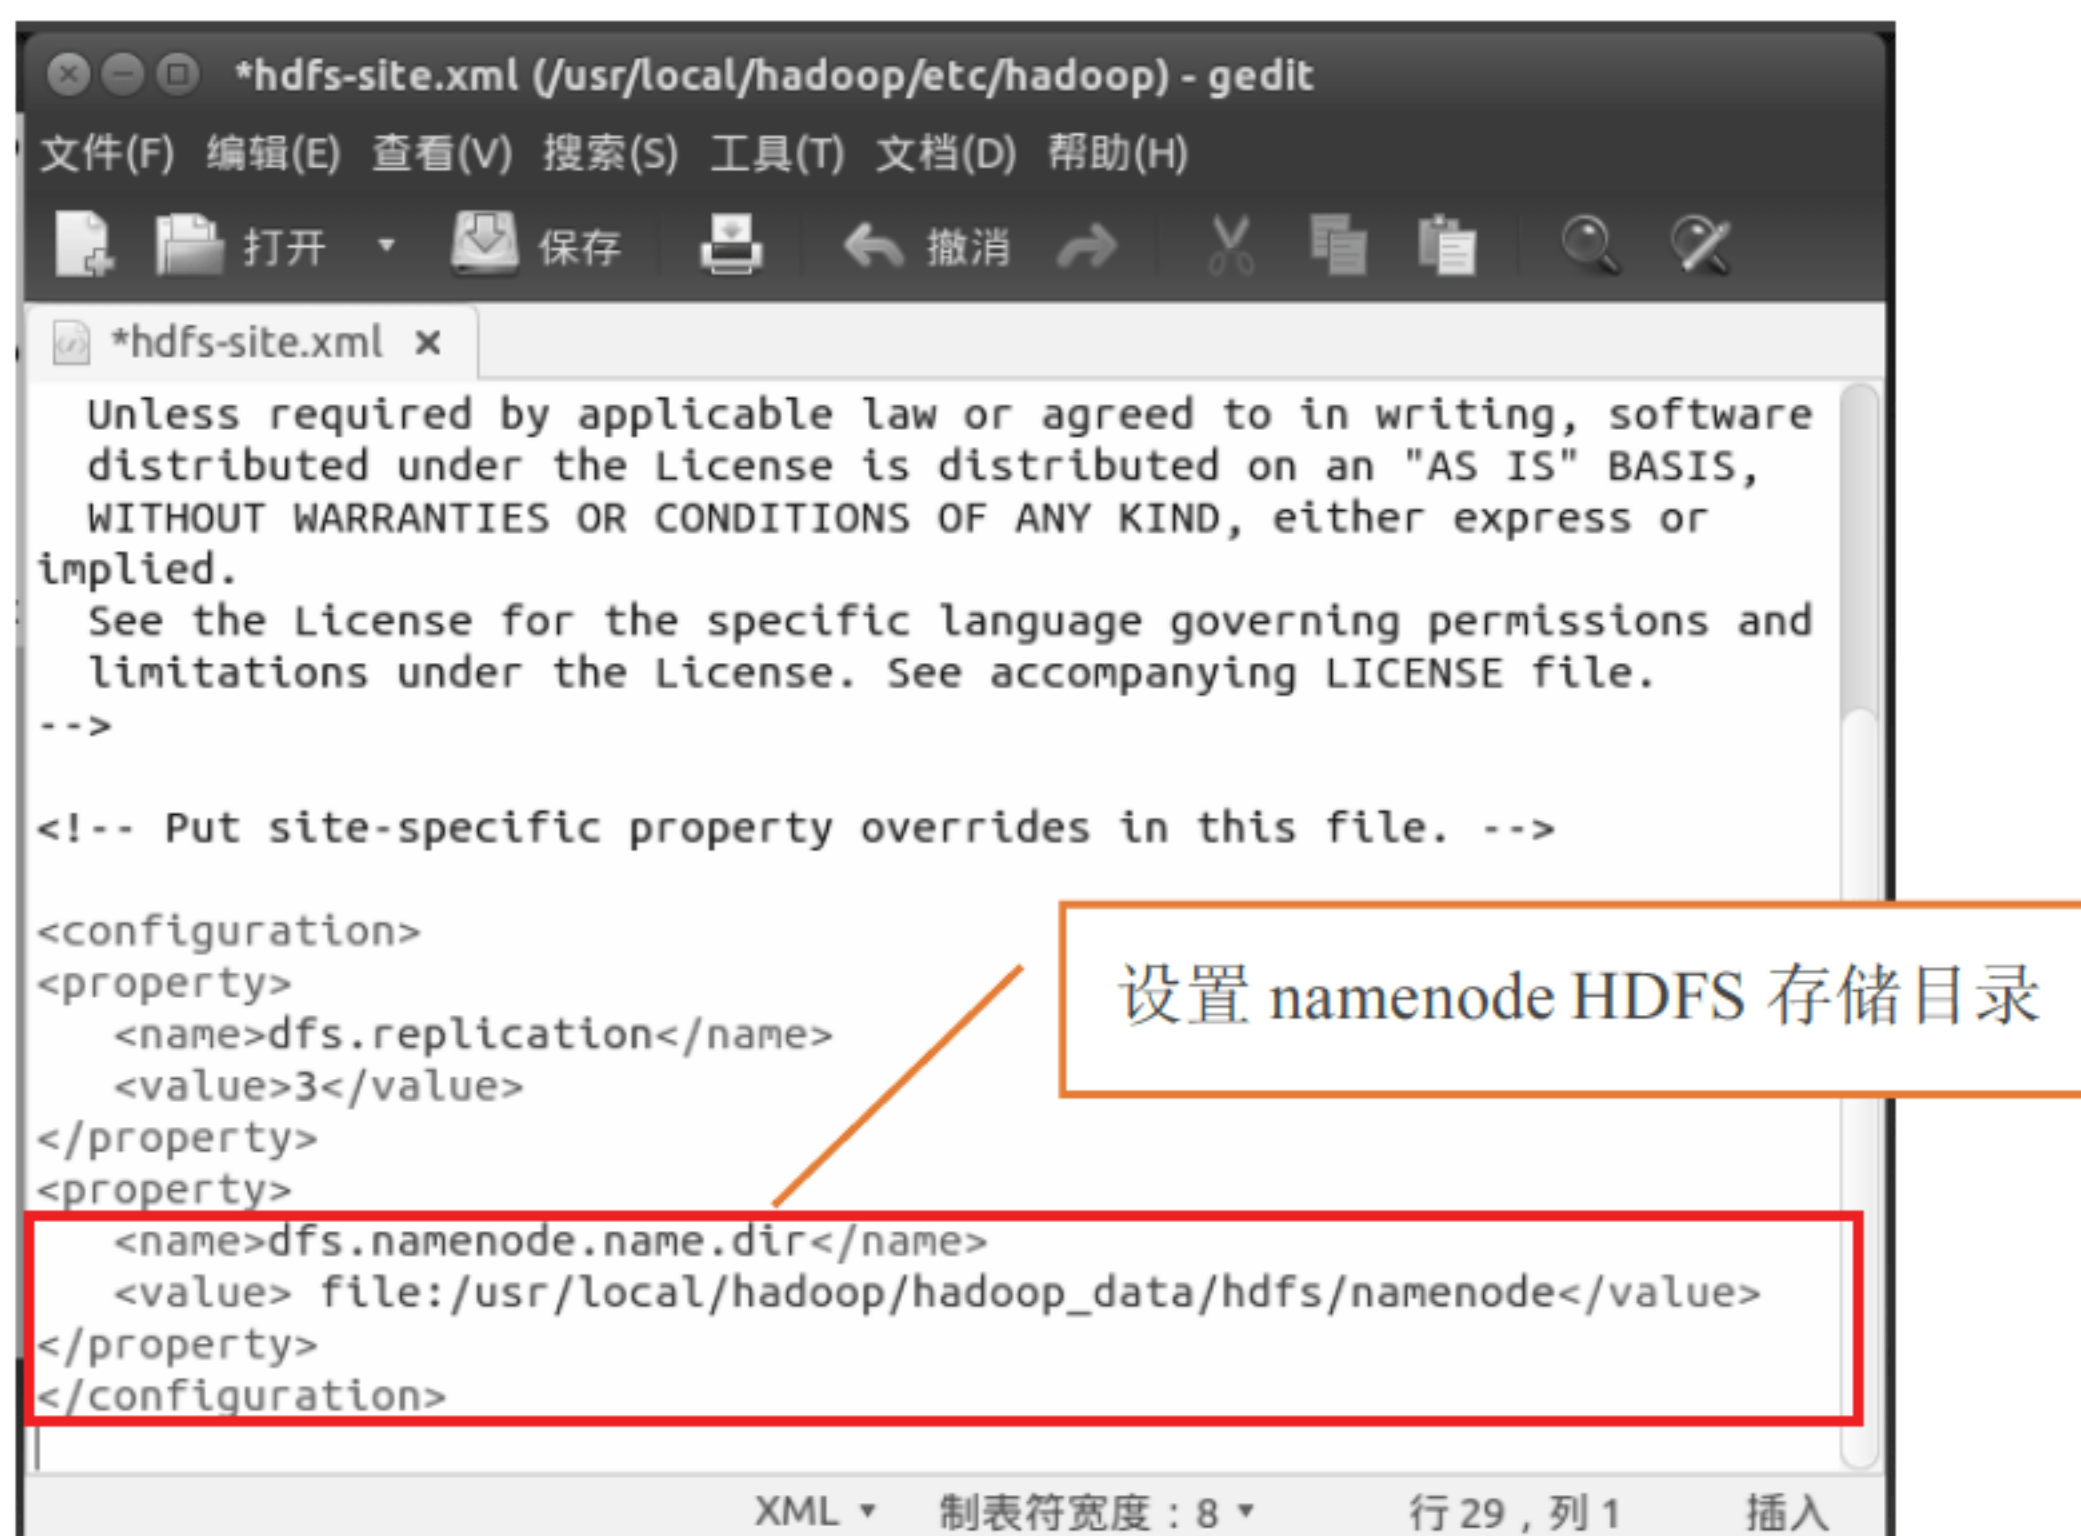 *hdfs-site.xml (/usr/local/hadoop/etc/hadoop) - gedit
文件(F) 编辑(E) 查看(V) 搜索(S) 工具(T) 文档(D) 帮助(H)
打开 保存 撤消
*hdfs-site.xml
Unless required by applicable law or agreed to in writing, software
distributed under the License is distributed on an "AS IS" BASIS,
WITHOUT WARRANTIES OR CONDITIONS OF ANY KIND, either express or
implied.
See the License for the specific language governing permissions and
limitations under the License. See accompanying LICENSE file.
-->
<!-- Put site-specific property overrides in this file. -->
<configuration>
<property>
<name>dfs.replication</name>
<value>3</value>
</property>
<property>
<name>dfs.namenode.name.dir</name>
<value> file:/usr/local/hadoop/hadoop_data/hdfs/namenode</value>
</property>
</configuration>
设置 namenode HDFS 存储目录
XML 制表符宽度：8 行 29，列 1 插入